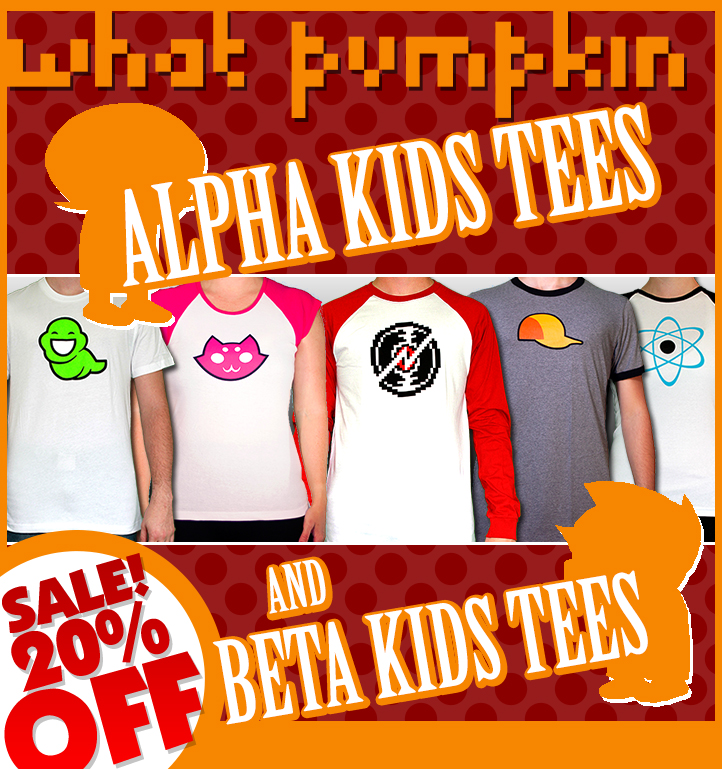 what pumpkin
ALPHA KIDS TEES
AND
BETA KIDS TEES
SALE!
20%
OFF